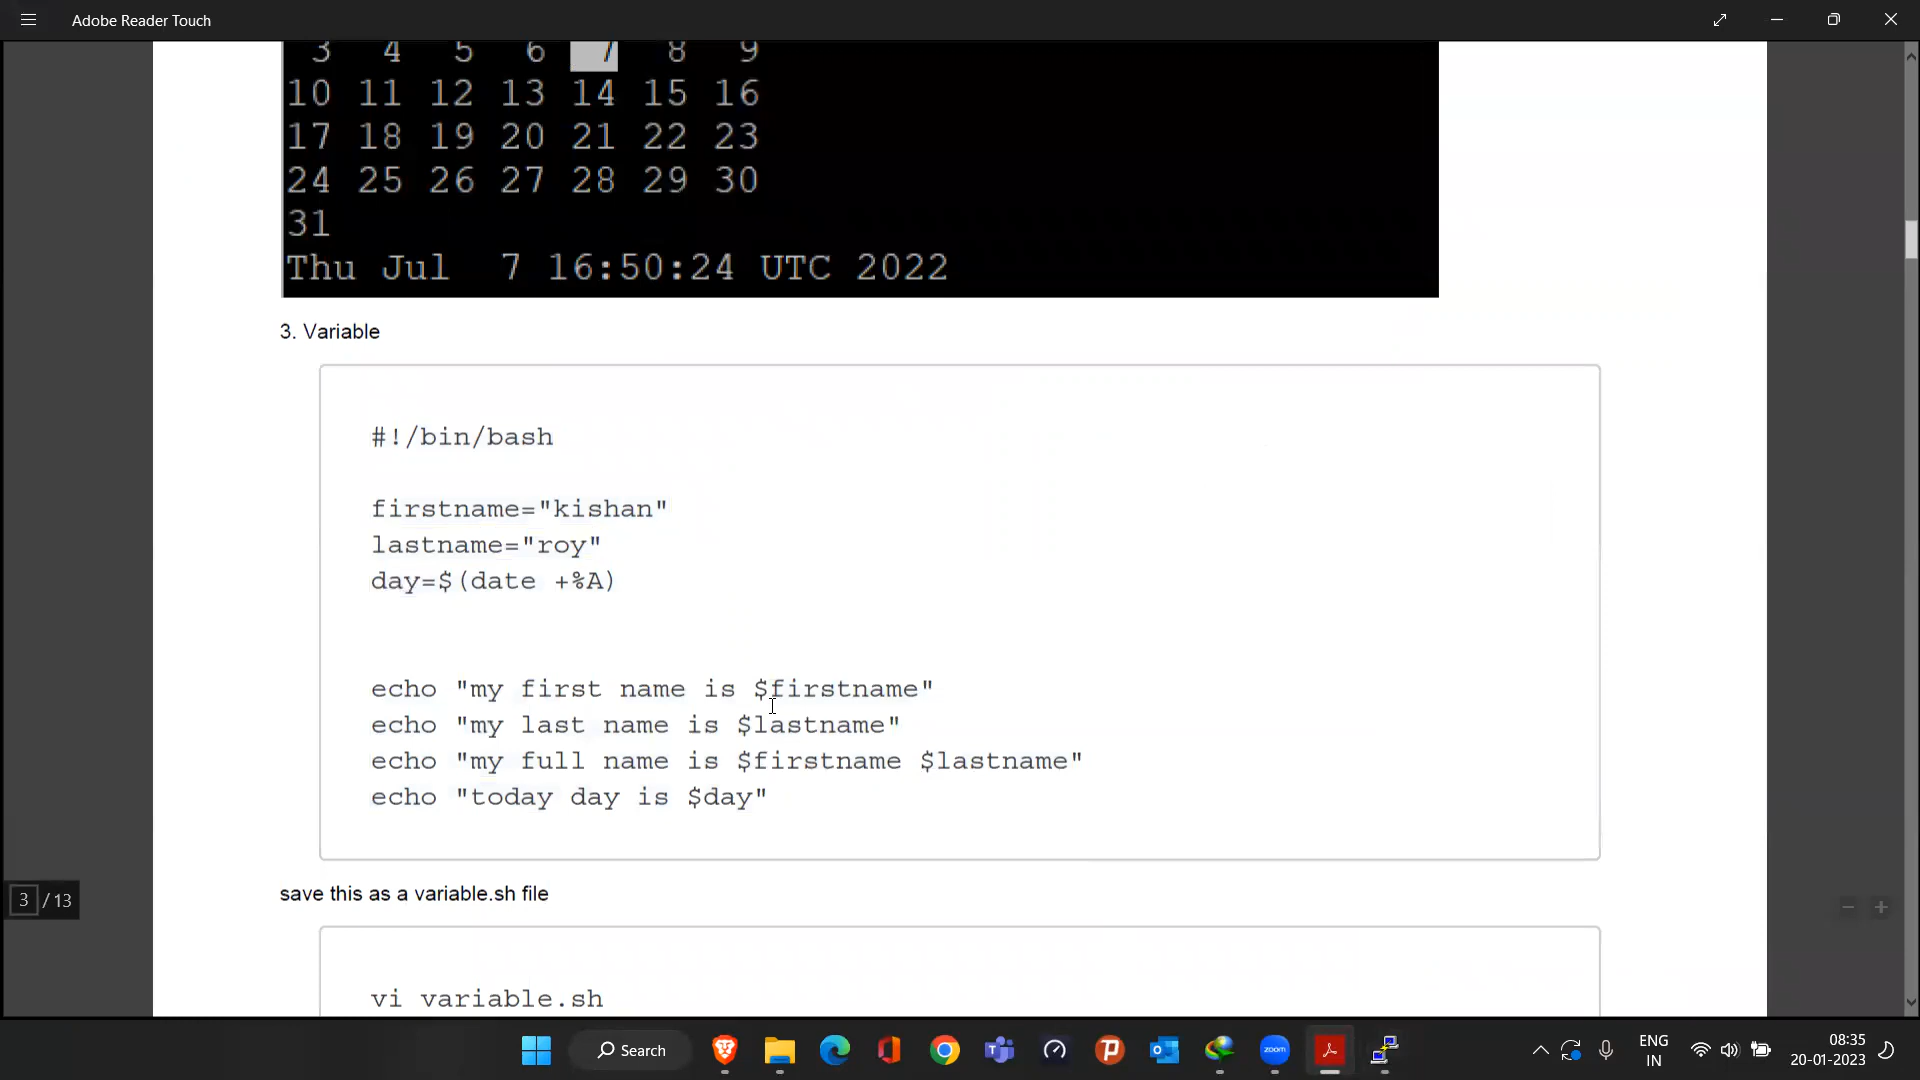 Adobe Reader Touch
3 4 5 6 7 8 9
10 11 12 13 14 15 16
17 18 19 20 21 22 23
24 25 26 27 28 29 30
31
Thu Jul  7 16:50:24 UTC 2022
3. Variable
#!/bin/bash
firstname="kishan"
lastname="roy"
day=$(date +%A)
echo "my first name is $firstname"
echo "my last name is $lastname"
echo "my full name is $firstname $lastname"
echo "today day is $day"
save this as a variable.sh file
3 / 13
vi variable.sh
Search
zoom
ENG
IN
08:35
20-01-2023